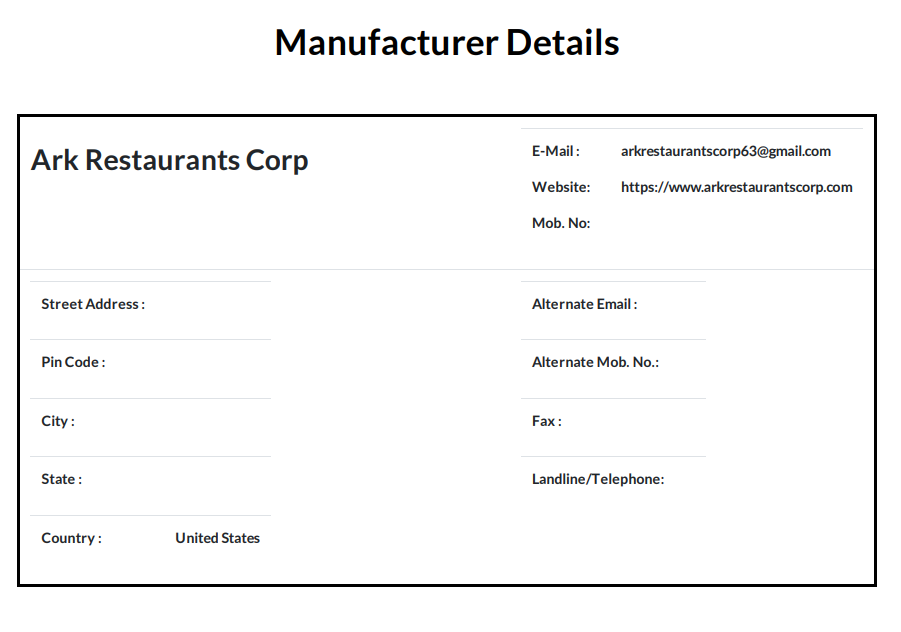 Manufacturer Details
Ark Restaurants Corp
E-Mail : arkrestaurantscorp63@gmail.com
Website: https://www.arkrestaurantscorp.com
Mob. No:
Street Address :
Pin Code :
City :
State :
Country : United States
Alternate Email :
Alternate Mob. No.:
Fax :
Landline/Telephone: